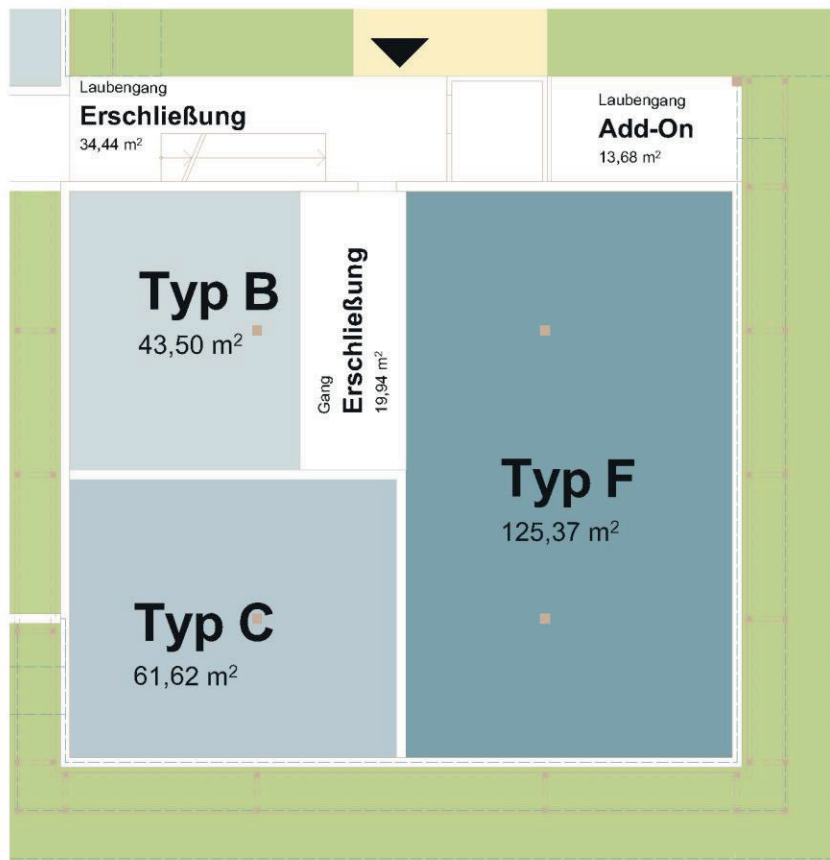 Laubengang
Erschließung
34,44 m²
Laubengang
Add-On
13,68 m²
Typ B
43,50 m²
Gang
Erschließung
19,94 m²
Typ F
125,37 m²
Typ C
61,62 m²